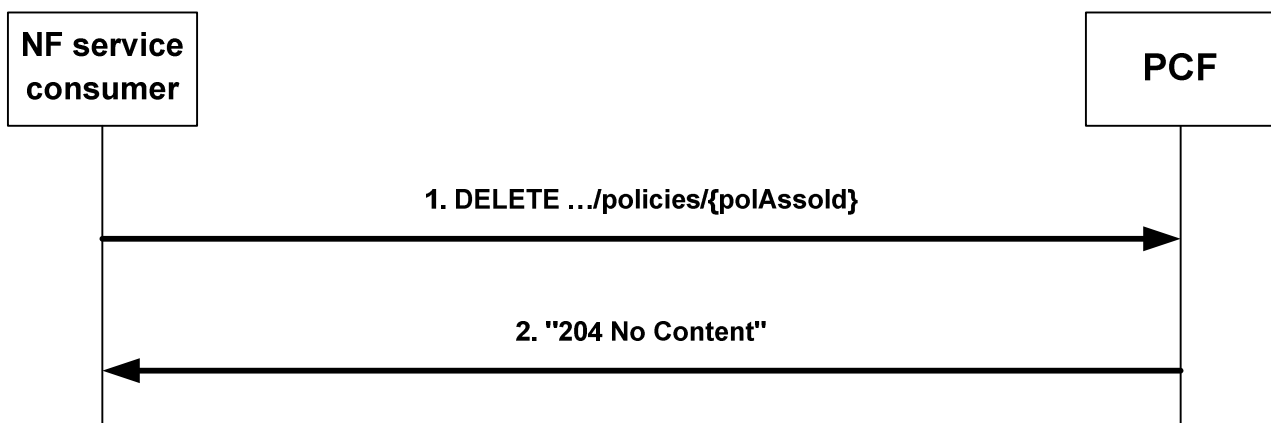 NF service
consumer
PCF
1. DELETE …/policies/{polAssoId}
2. "204 No Content"